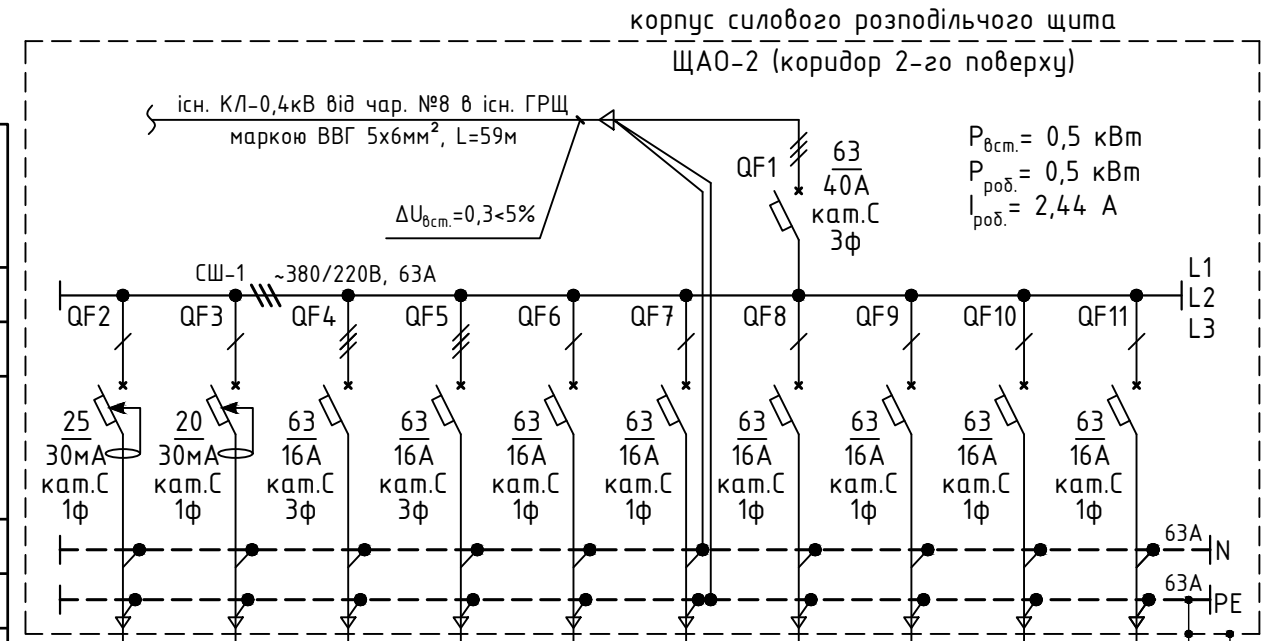 корпус силового розподільчого щита
ЩАО-2 (коридор 2-го поверху)
існ. КЛ-0,4кВ від чар. №8 в існ. ГРЩ
маркою ВВГ 5х6мм², L=59м
ΔUвст.=0,3<5%
QF1
63
40А
кат.С
3ф
Pвст.= 0,5 кВт
Pроб.= 0,5 кВт
Iроб.= 2,44 А
СШ-1 ~380/220В, 63А
L1
L2
L3
QF2 QF3 QF4 QF5 QF6 QF7 QF8 QF9 QF10 QF11
25 20 63 63 63 63 63 63 63 63
30мА 30мА 16А 16А 16А 16А 16А 16А 16А 16А
кат.С кат.С кат.С кат.С кат.С кат.С кат.С кат.С кат.С кат.С
1ф 1ф 3ф 3ф 1ф 1ф 1ф 1ф 1ф 1ф
63А N
63А PE